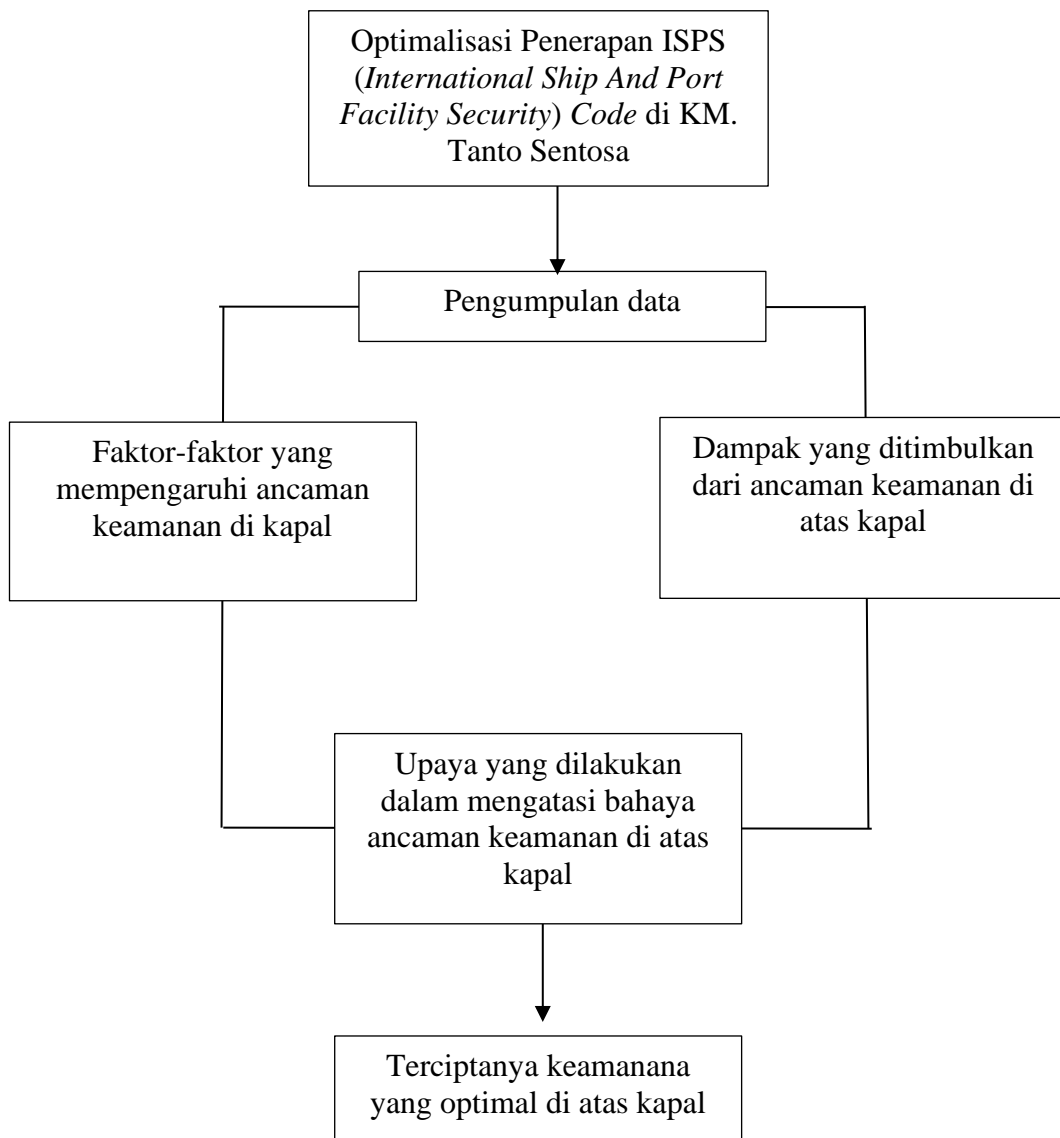 Optimalisasi Penerapan ISPS
(International Ship And Port
Facility Security) Code di KM.
Tanto Sentosa
Pengumpulan data
Faktor-faktor yang
mempengaruhi ancaman
keamanan di kapal
Dampak yang ditimbulkan
dari ancaman keamanan di
atas kapal
Upaya yang dilakukan
dalam mengatasi bahaya
ancaman keamanan di atas
kapal
Terciptanya keamanana
yang optimal di atas kapal